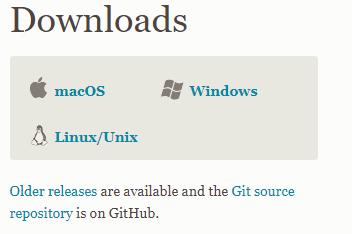 Downloads
macOS Windows
Linux/Unix
Older releases are available and the Git source
repository is on GitHub.